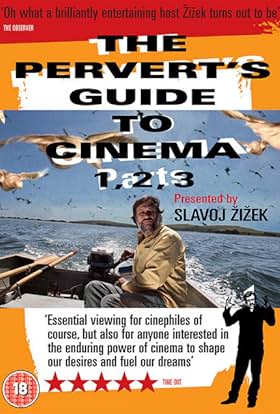 'Oh what a brilliantly entertaining host Žižek turns out to be'
THE OBSERVER
THE
PERVERT'S
GUIDE
TO
CINEMA
Parts
1,2,3
Presented by
SLAVOJ ŽIŽEK
'Essential viewing for cinephiles
of course, but also for anyone interested in
the enduring power of cinema to shape
our desires and fuel our dreams'
★★★★★ TIME OUT
18